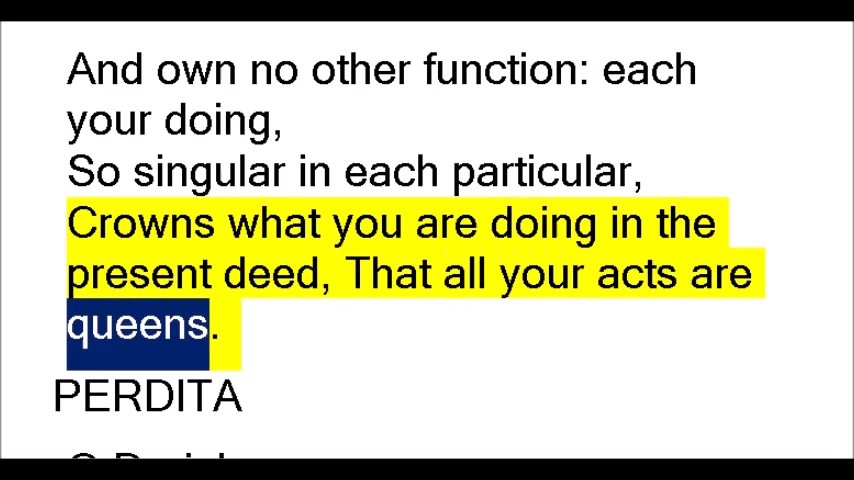 And own no other function: each
your doing,
So singular in each particular,
Crowns what you are doing in the
present deed, That all your acts are
queens.
PERDITA